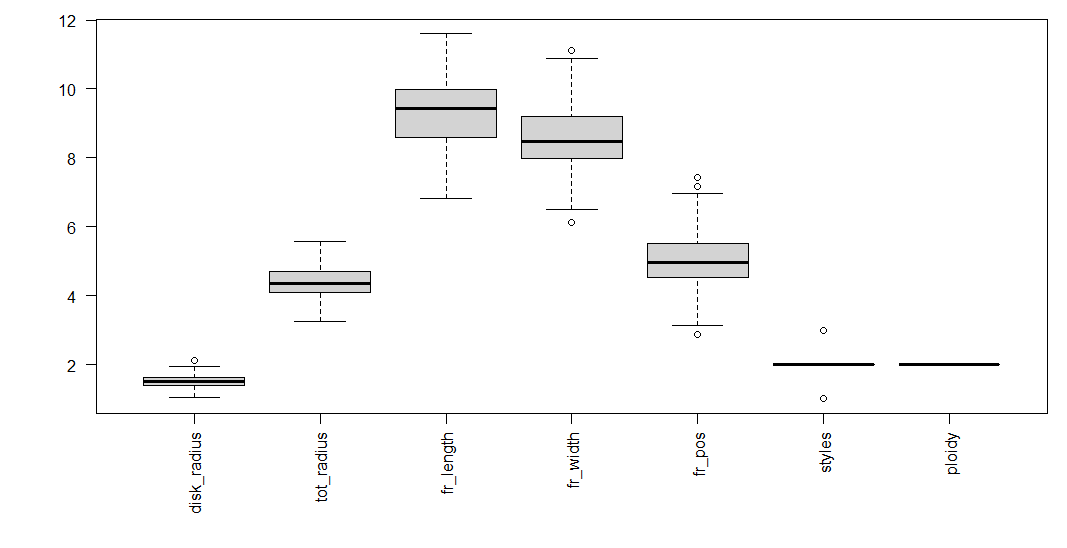 12
10
8
6
4
2
disk_radius
tot_radius
fr_length
fr_width
fr_pos
styles
ploidy